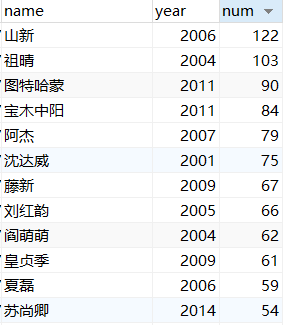 name year num
山新 2006 122
祖晴 2004 103
图特哈蒙 2011 90
宝木中阳 2011 84
阿杰 2007 79
沈达威 2001 75
藤新 2009 67
刘红韵 2005 66
阎萌萌 2004 62
皇贞季 2009 61
夏磊 2006 59
苏尚卿 2014 54